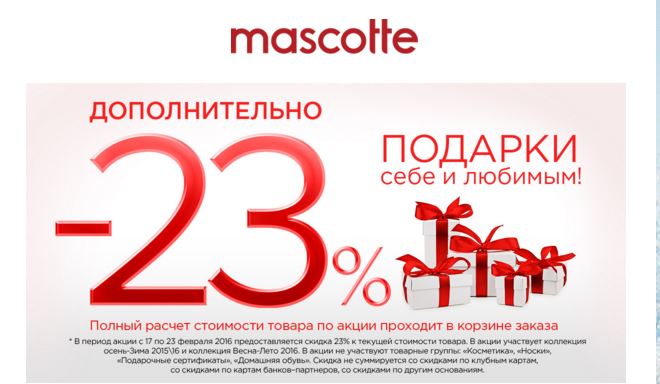 mascotte
ДОПОЛНИТЕЛЬНО
-23%
ПОДАРКИ
себе и любимым!
Полный расчет стоимости товара по акции проходит в корзине заказа
* В период акции с 17 по 23 февраля 2016 предоставляется скидка 23% к текущей стоимости товара. В акции участвует коллекция
осень-Зима 2015\16 и коллекция Весна-Лето 2016. В акции не участвуют товарные группы: «Косметика», «Носки»,
«Подарочные сертификаты», «Домашняя обувь». Скидка не суммируется со скидками по клубным картам,
со скидками по картам банков-партнеров, со скидками по другим основаниям.